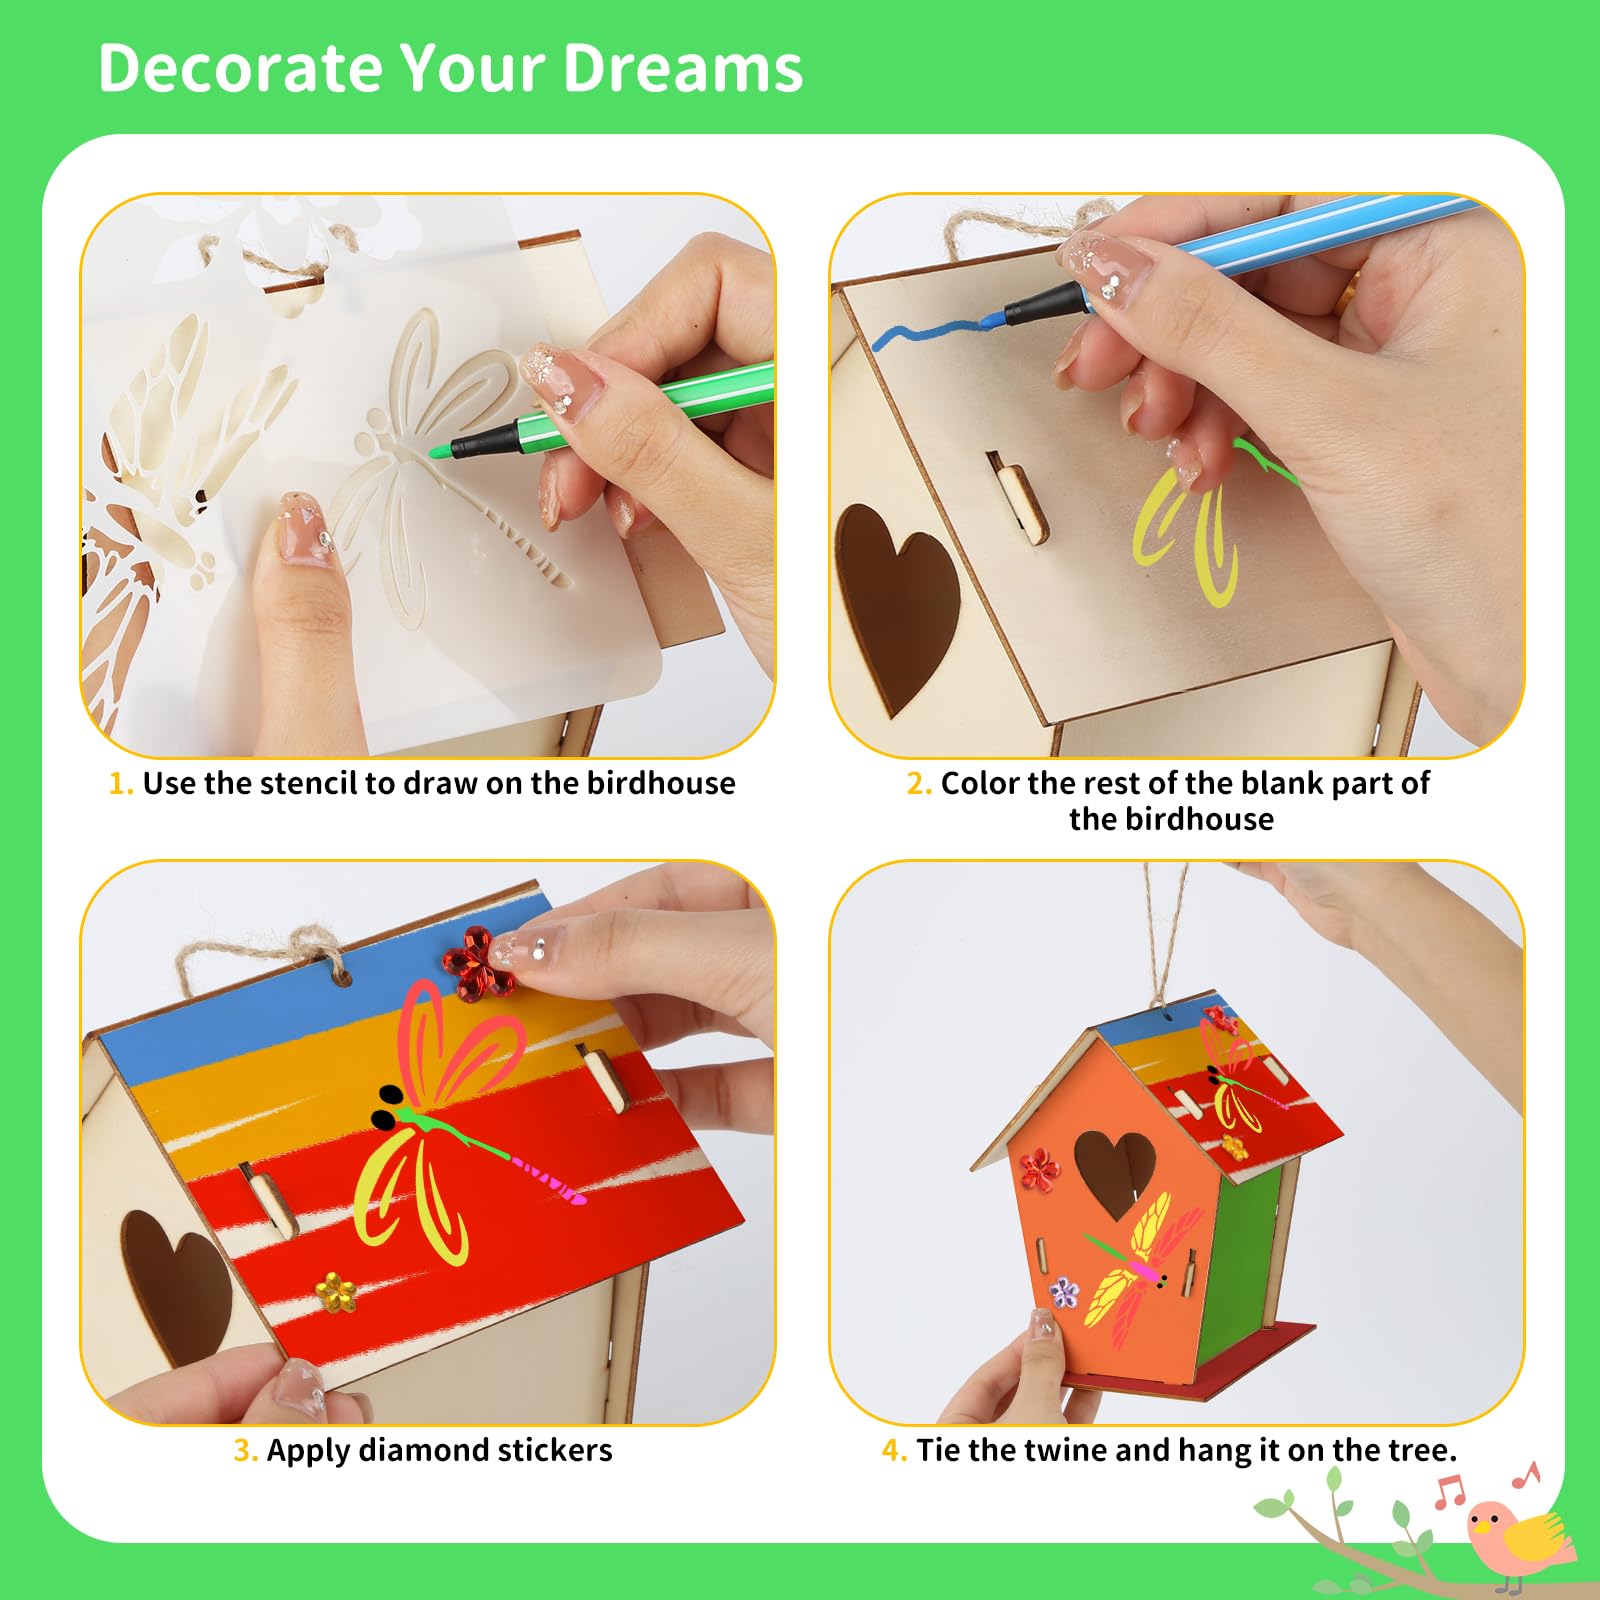 Decorate Your Dreams
1. Use the stencil to draw on the birdhouse
2. Color the rest of the blank part of
the birdhouse
3. Apply diamond stickers
4. Tie the twine and hang it on the tree.